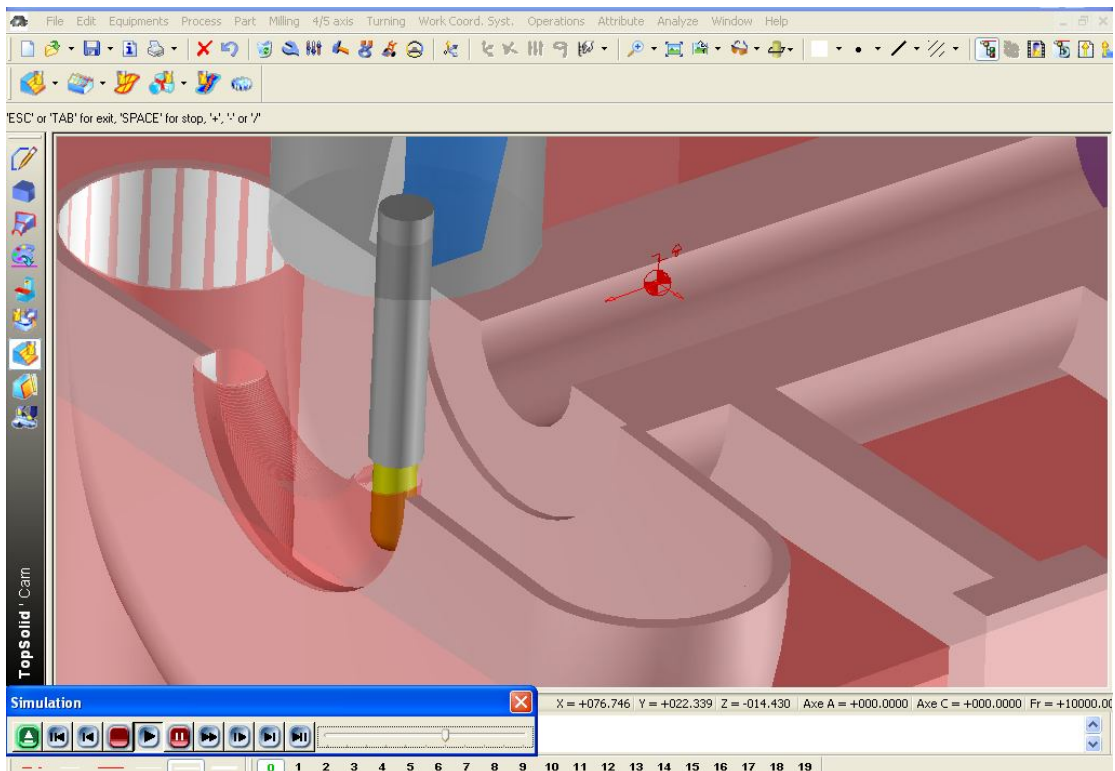 File Edit Equipments Process Part Milling 4/5 axis Turning Work Coord. Syst. Operations Attribute Analyze Window Help
'ESC' or 'TAB' for exit, 'SPACE' for stop, '+', '-' or '/'
TopSolid'Cam
Simulation
X = +076.746 Y = +022.339 Z = -014.430 Axe A = +000.0000 Axe C = +000.0000 Fr = +10000.00
0 1 2 3 4 5 6 7 8 9 10 11 12 13 14 15 16 17 18 19